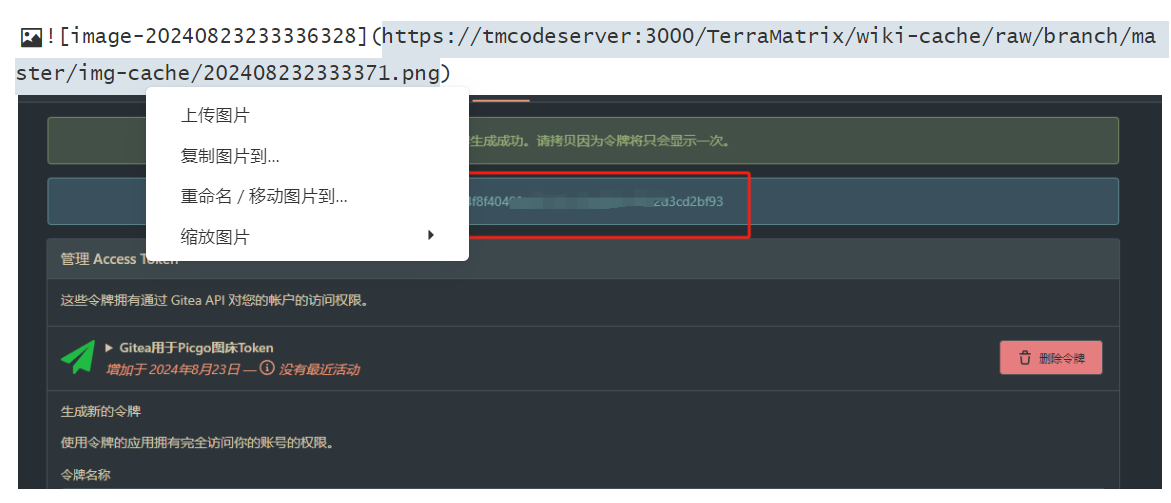 ![image-20240823233336328](https://tmcodeserver:3000/TerraMatrix/wiki-cache/raw/branch/ma
ster/img-cache/202408232333371.png)
上传图片
复制图片到...
重命名 / 移动图片到...
缩放图片
生成成功。请拷贝因为令牌将只会显示一次。
2d3cd2bf93
管理 Access Token
这些令牌拥有通过 Gitea API 对您的帐户的访问权限。
Gitea用于Picgo图床Token
增加于 2024年8月23日 — 没有最近活动
删除令牌
生成新的令牌
使用令牌的应用拥有完全访问你的账号的权限。
令牌名称